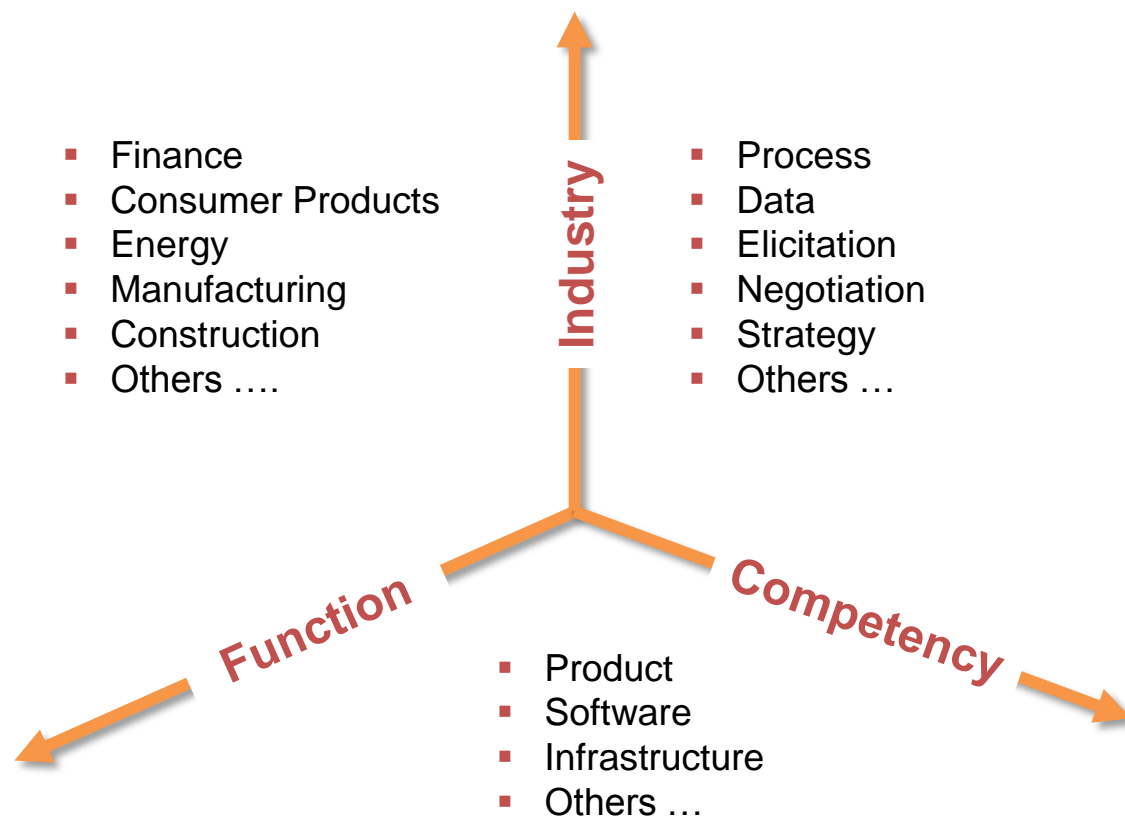 Finance
Consumer Products
Energy
Manufacturing
Construction
Others ….
Industry
Process
Data
Elicitation
Negotiation
Strategy
Others …
Function
Competency
Product
Software
Infrastructure
Others …